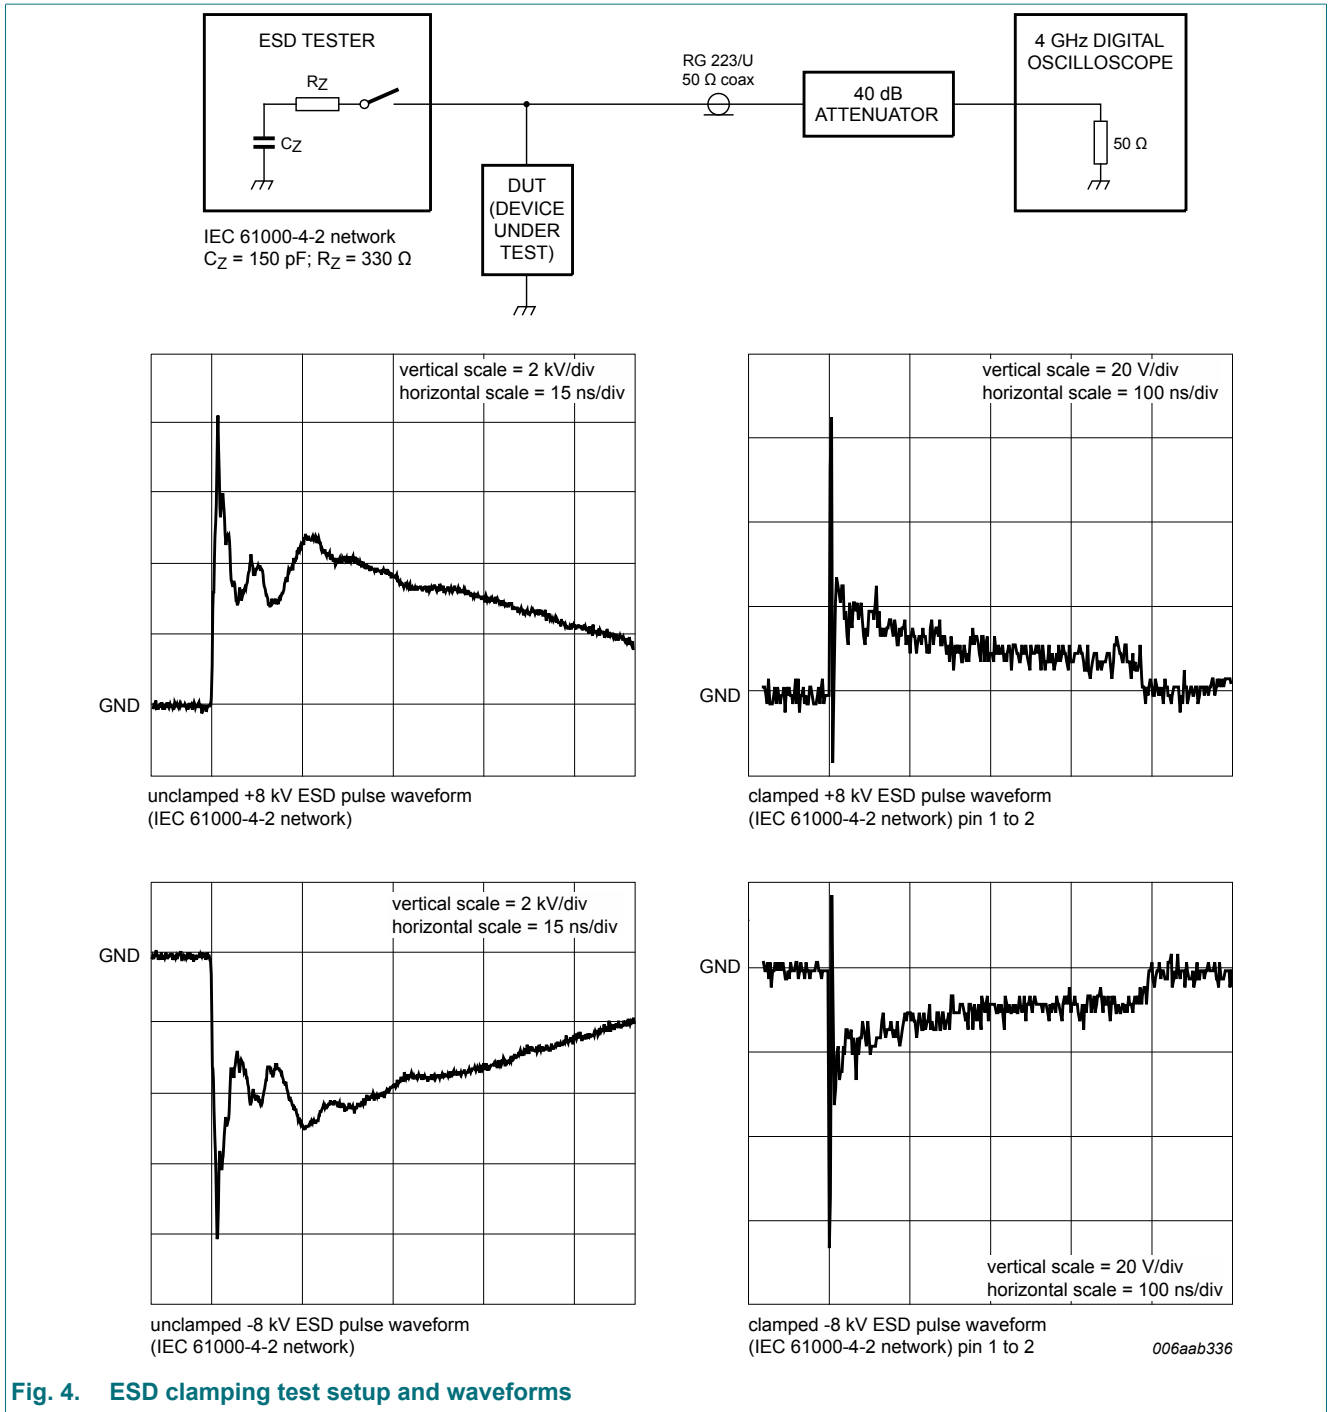 ESD TESTER
RZ
CZ
IEC 61000-4-2 network
CZ = 150 pF; RZ = 330 Ω
DUT
(DEVICE
UNDER
TEST)
RG 223/U
50 Ω coax
40 dB
ATTENUATOR
4 GHz DIGITAL
OSCILLOSCOPE
50 Ω
vertical scale = 2 kV/div
horizontal scale = 15 ns/div
GND
unclamped +8 kV ESD pulse waveform
(IEC 61000-4-2 network)
vertical scale = 20 V/div
horizontal scale = 100 ns/div
GND
clamped +8 kV ESD pulse waveform
(IEC 61000-4-2 network) pin 1 to 2
vertical scale = 2 kV/div
horizontal scale = 15 ns/div
GND
unclamped -8 kV ESD pulse waveform
(IEC 61000-4-2 network)
GND
vertical scale = 20 V/div
horizontal scale = 100 ns/div
clamped -8 kV ESD pulse waveform
(IEC 61000-4-2 network) pin 1 to 2
006aab336
Fig. 4. ESD clamping test setup and waveforms